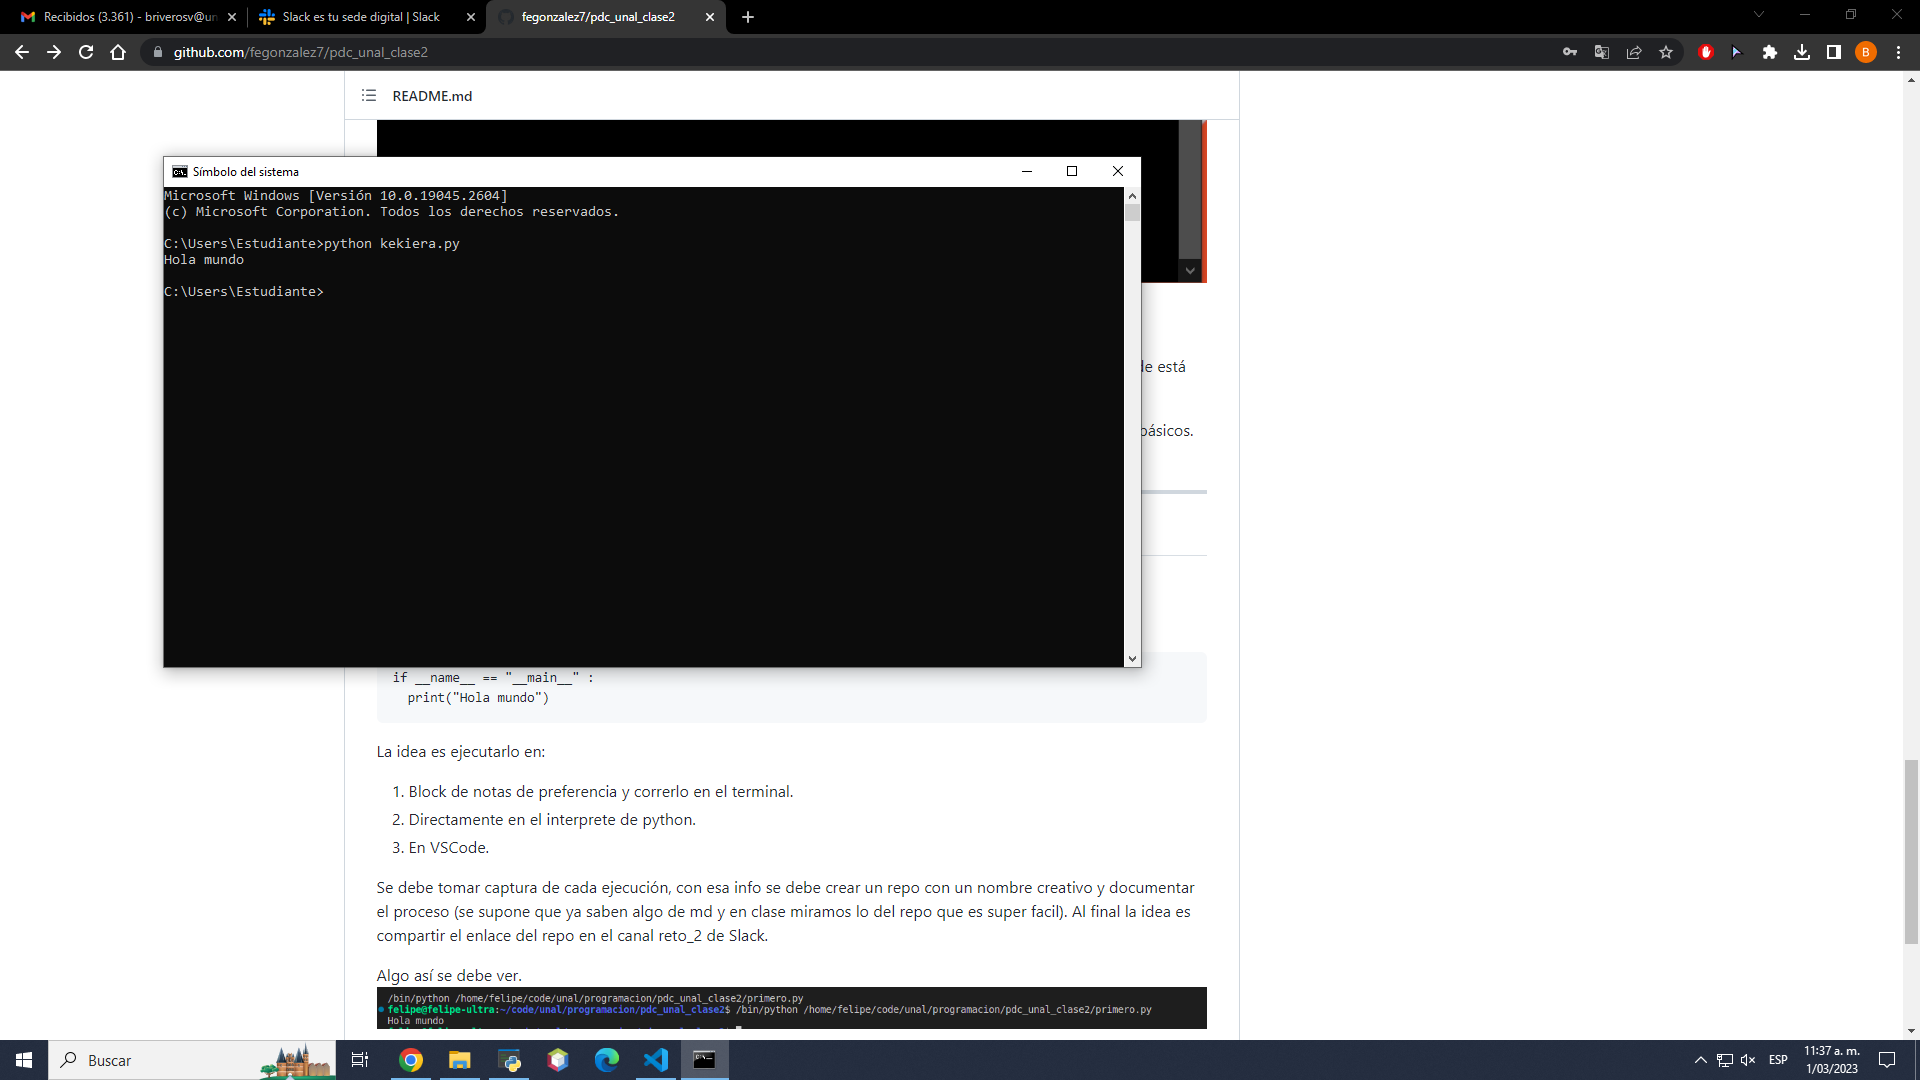 Recibidos (3.361) - briverosv@un
Slack es tu sede digital | Slack
fegonzalez7/pdc_unal_clase2
github.com/fegonzalez7/pdc_unal_clase2
B
README.md
Símbolo del sistema
Microsoft Windows [Versión 10.0.19045.2604]
(c) Microsoft Corporation. Todos los derechos reservados.
C:\Users\Estudiante>python kekiera.py
Hola mundo
C:\Users\Estudiante>
está
básicos.
if __name__ == "__main__" :
print("Hola mundo")
La idea es ejecutarlo en:
1. Block de notas de preferencia y correrlo en el terminal.
2. Directamente en el interprete de python.
3. En VSCode.
Se debe tomar captura de cada ejecución, con esa info se debe crear un repo con un nombre creativo y documentar
el proceso (se supone que ya saben algo de md y en clase miramos lo del repo que es super facil). Al final la idea es
compartir el enlace del repo en el canal reto_2 de Slack.
Algo así se debe ver.
/bin/python /home/felipe/code/unal/programacion/pdc_unal_clase2/primero.py
felipe@felipe-ultra:~/code/unal/programacion/pdc_unal_clase2$ /bin/python /home/felipe/code/unal/programacion/pdc_unal_clase2/primero.py
Hola mundo
Buscar
ESP
11:37 a. m.
1/03/2023